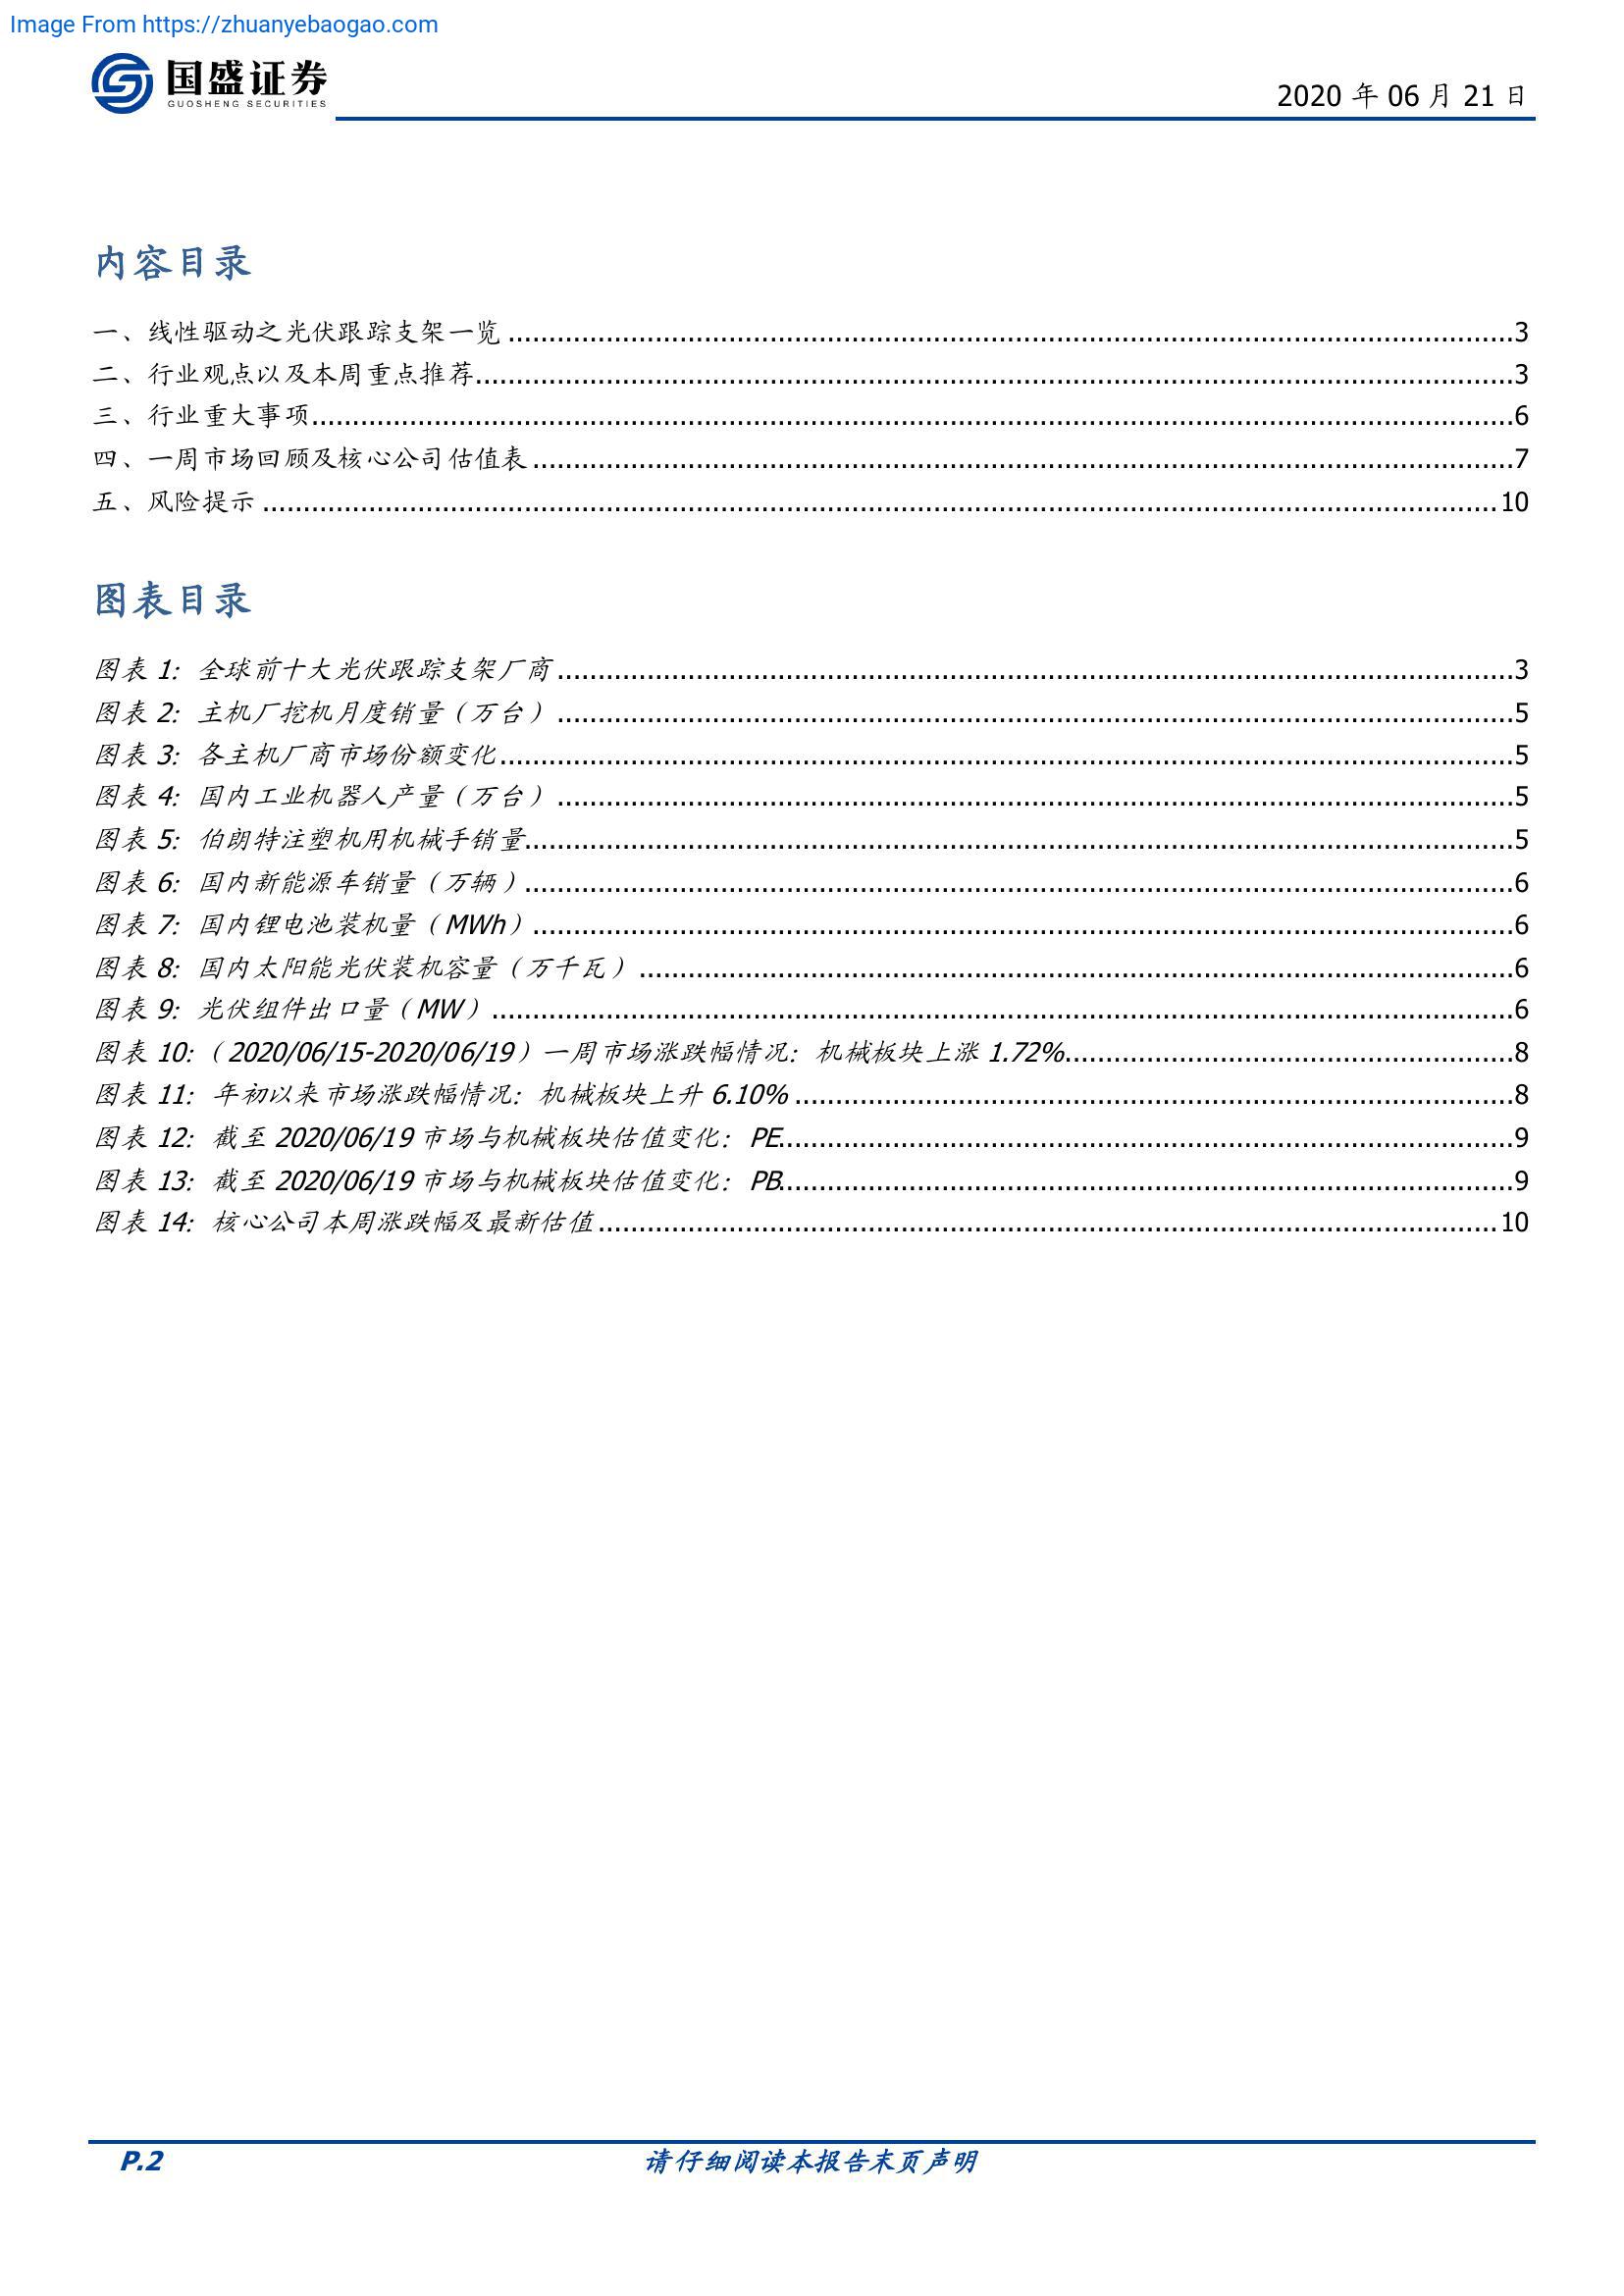 Image From https://zhuanyebaogao.com
国盛证券
GUOSHENG SECURITIES
2020 年 06 月 21 日
内容目录
一、线性驱动之光伏跟踪支架一览 ........................................ 3
二、行业观点以及本周重点推荐 ........................................ 3
三、行业重大事项 ........................................ 6
四、一周市场回顾及核心公司估值表 ........................................ 7
五、风险提示 ........................................ 10
图表目录
图表 1：全球前十大光伏跟踪支架厂商 ........................................ 3
图表 2：主机厂挖机月度销量（万台） ........................................ 5
图表 3：各主机厂商市场份额变化 ........................................ 5
图表 4：国内工业机器人产量（万台） ........................................ 5
图表 5：伯朗特注塑机用机械手销量 ........................................ 5
图表 6：国内新能源车销量（万辆） ........................................ 6
图表 7：国内锂电池装机量（MWh） ........................................ 6
图表 8：国内太阳能光伏装机容量（万千瓦） ........................................ 6
图表 9：光伏组件出口量（MW） ........................................ 6
图表 10：（2020/06/15-2020/06/19）一周市场涨跌幅情况：机械板块上涨 1.72% ........................................ 8
图表 11：年初以来市场涨跌幅情况：机械板块上升 6.10% ........................................ 8
图表 12：截至 2020/06/19 市场与机械板块估值变化：PE ........................................ 9
图表 13：截至 2020/06/19 市场与机械板块估值变化：PB ........................................ 9
图表 14：核心公司本周涨跌幅及最新估值 ........................................ 10
P.2 请仔细阅读本报告末页声明